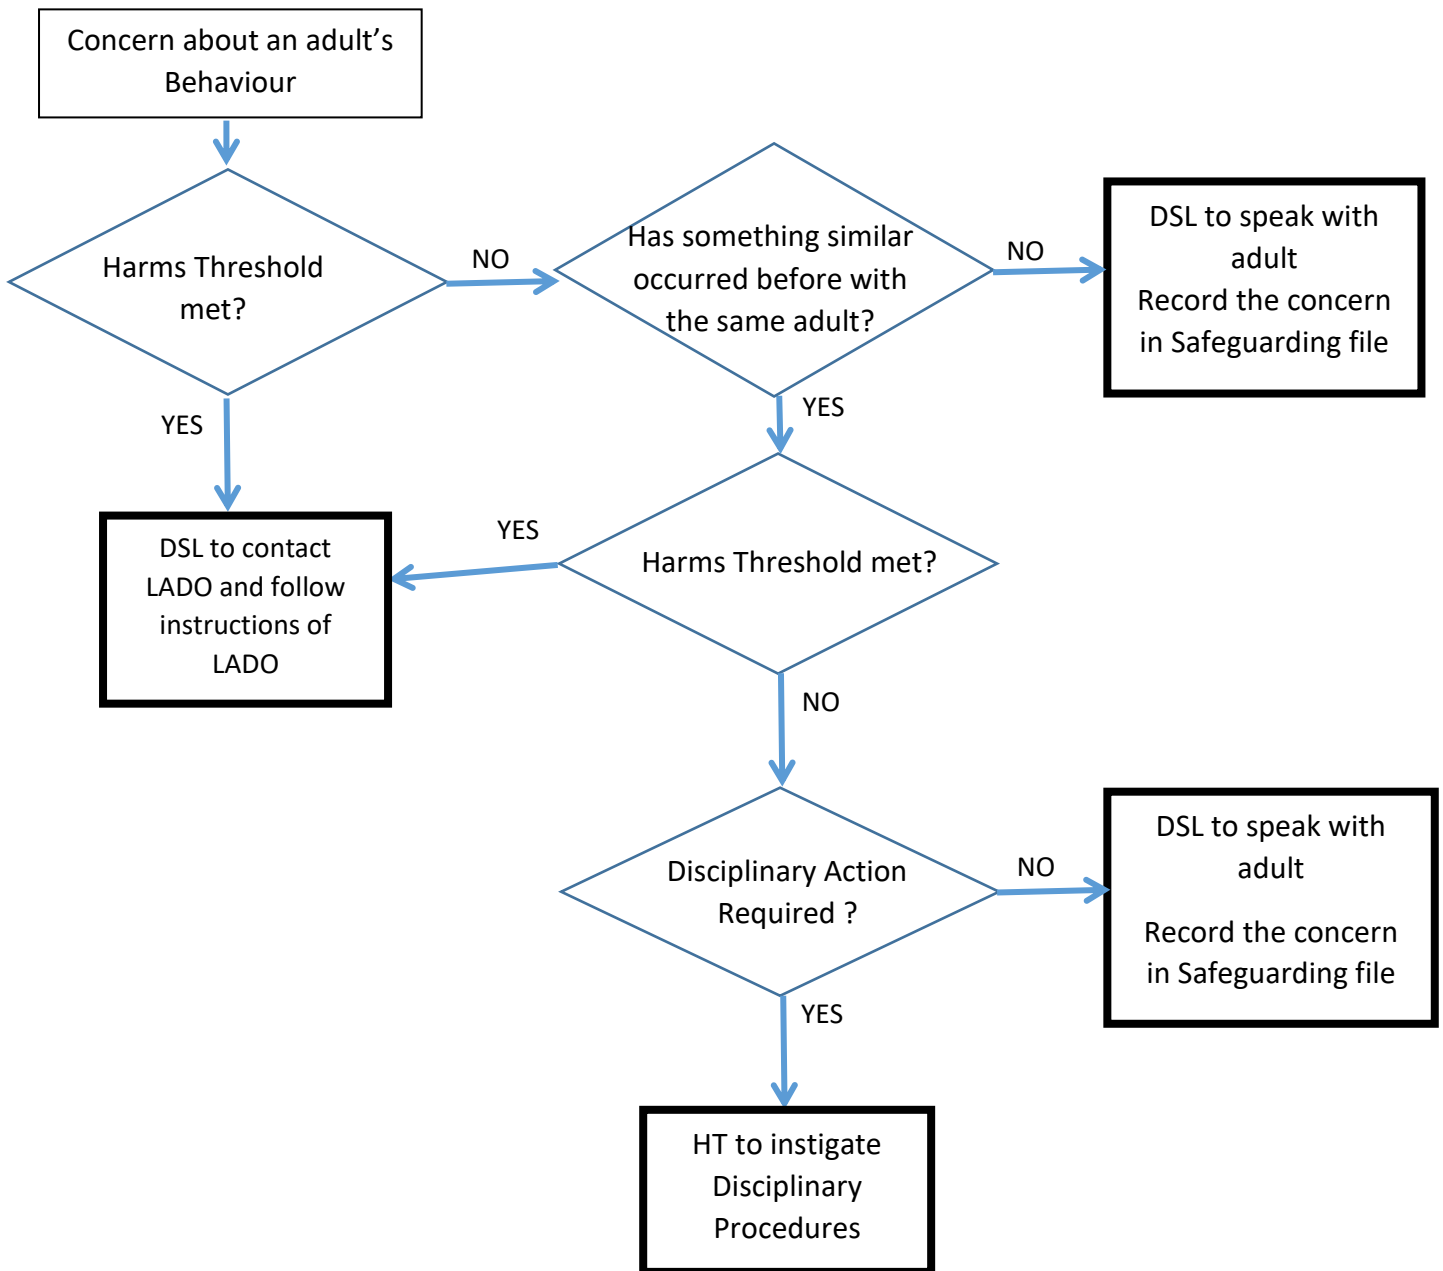 Concern about an adult’s
Behaviour
Harms Threshold
met?
NO
Has something similar
occurred before with
the same adult?
NO
DSL to speak with
adult
Record the concern
in Safeguarding file
YES
YES
DSL to contact
LADO and follow
instructions of
LADO
YES
Harms Threshold met?
NO
Disciplinary Action
Required ?
NO
DSL to speak with
adult
Record the concern
in Safeguarding file
YES
HT to instigate
Disciplinary
Procedures